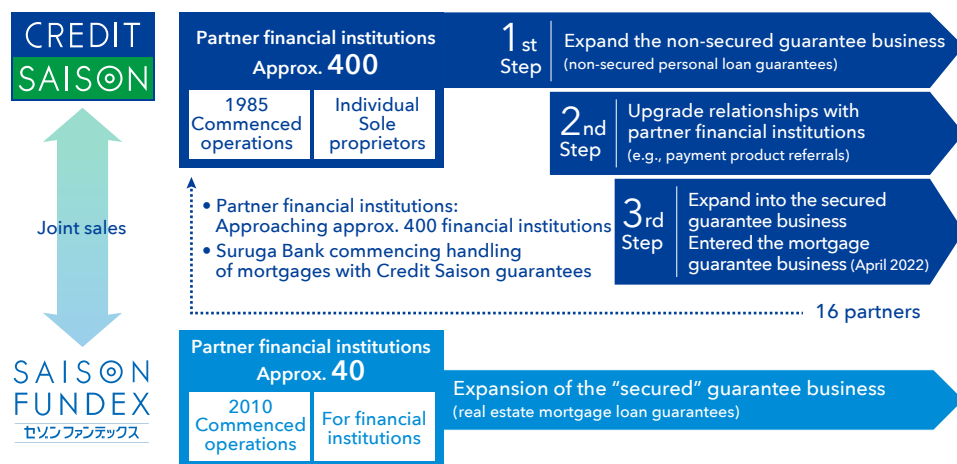 CREDIT
SAISON
Joint sales
SAISON
FUNDEX
セゾンファンデックス
Partner financial institutions
Approx. 400
1985
Commenced
operations
Individual
Sole
proprietors
1st
Step
Expand the non-secured guarantee business
(non-secured personal loan guarantees)
2nd
Step
Upgrade relationships with
partner financial institutions
(e.g., payment product referrals)
3rd
Step
Expand into the secured
guarantee business
Entered the mortgage
guarantee business (April 2022)
• Partner financial institutions:
Approaching approx. 400 financial institutions
• Suruga Bank commencing handling
of mortgages with Credit Saison guarantees
16 partners
Partner financial institutions
Approx. 40
2010
Commenced
operations
For financial
institutions
Expansion of the “secured” guarantee business
(real estate mortgage loan guarantees)